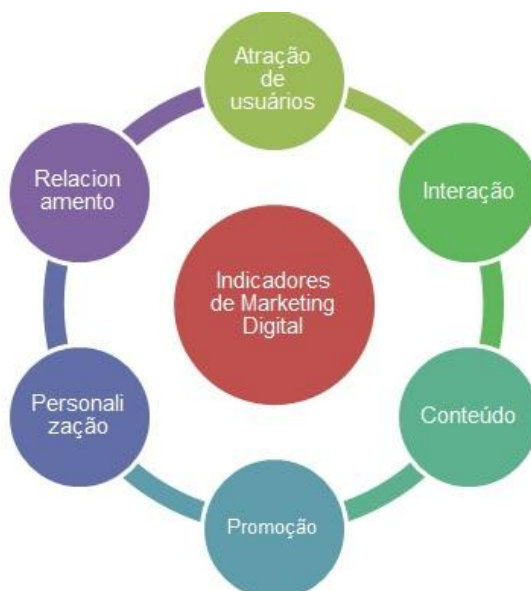 Atração
de
usuários
Relacion
amento
Interação
Indicadores
de Marketing
Digital
Personali
zação
Conteúdo
Promoção